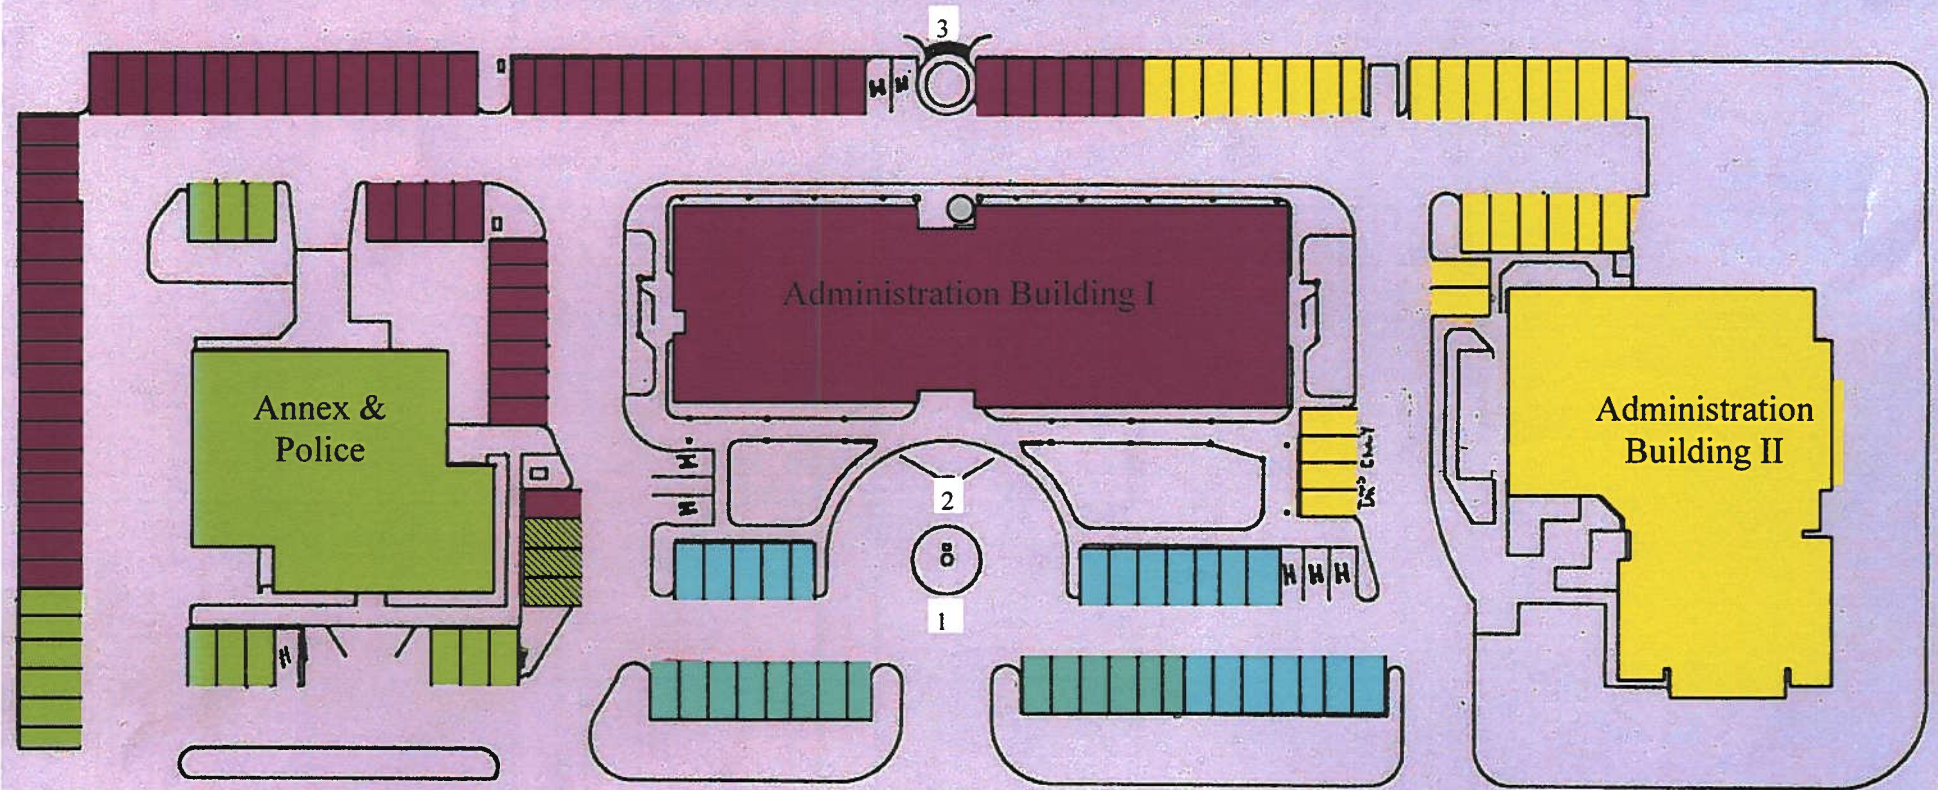 3
H H
Administration Building I
Annex &
Police
Administration
Building II
H
H
2
H H H
1
H